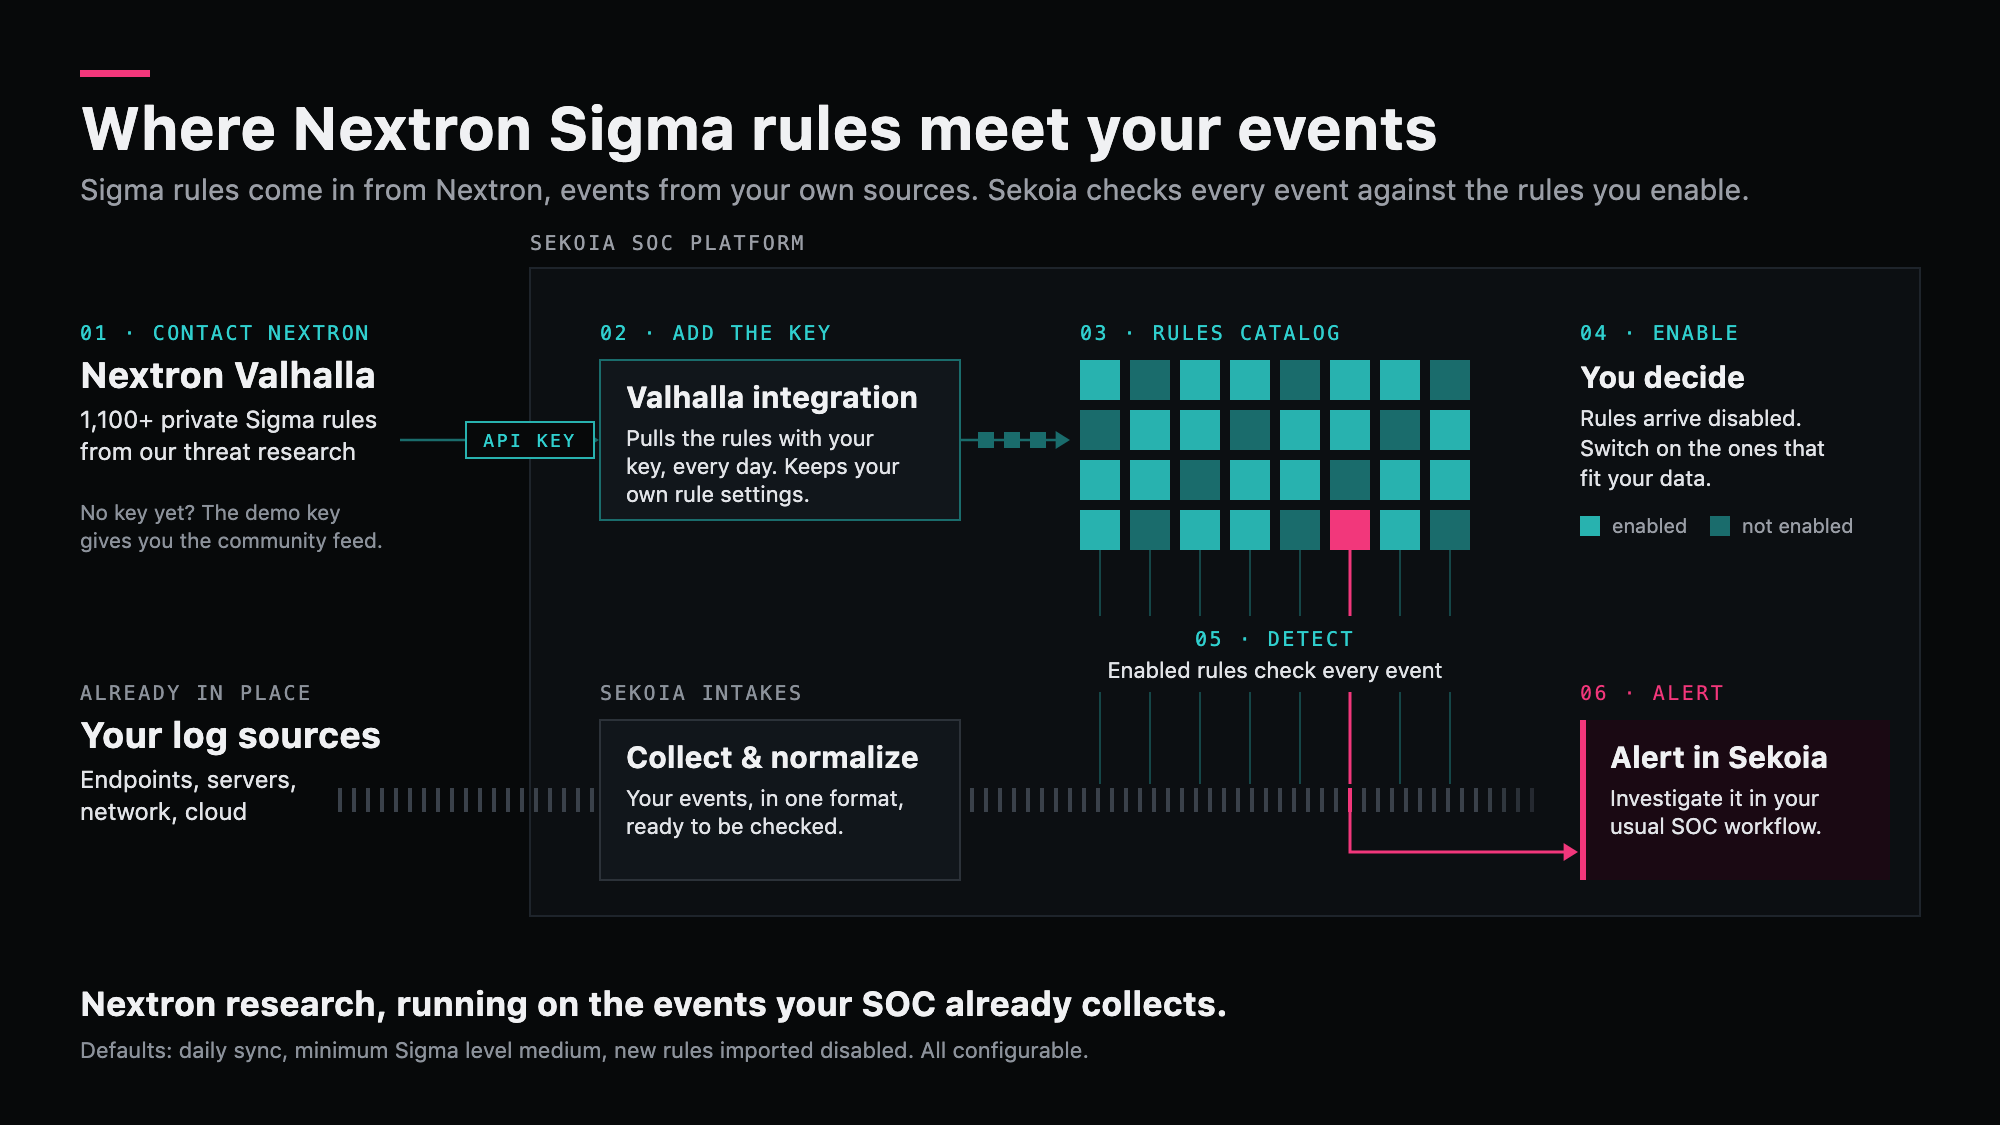 Where Nextron Sigma rules meet your events
Sigma rules come in from Nextron, events from your own sources. Sekoia checks every event against the rules you enable.
SEKOIA SOC PLATFORM
01 · CONTACT NEXTRON
Nextron Valhalla
1,100+ private Sigma rules
from our threat research
No key yet? The demo key
gives you the community feed.
API KEY
02 · ADD THE KEY
Valhalla integration
Pulls the rules with your
key, every day. Keeps your
own rule settings.
03 · RULES CATALOG
04 · ENABLE
You decide
Rules arrive disabled.
Switch on the ones that
fit your data.
enabled
not enabled
05 · DETECT
Enabled rules check every event
ALREADY IN PLACE
Your log sources
Endpoints, servers,
network, cloud
SEKOIA INTAKES
Collect & normalize
Your events, in one format,
ready to be checked.
06 · ALERT
Alert in Sekoia
Investigate it in your
usual SOC workflow.
Nextron research, running on the events your SOC already collects.
Defaults: daily sync, minimum Sigma level medium, new rules imported disabled. All configurable.